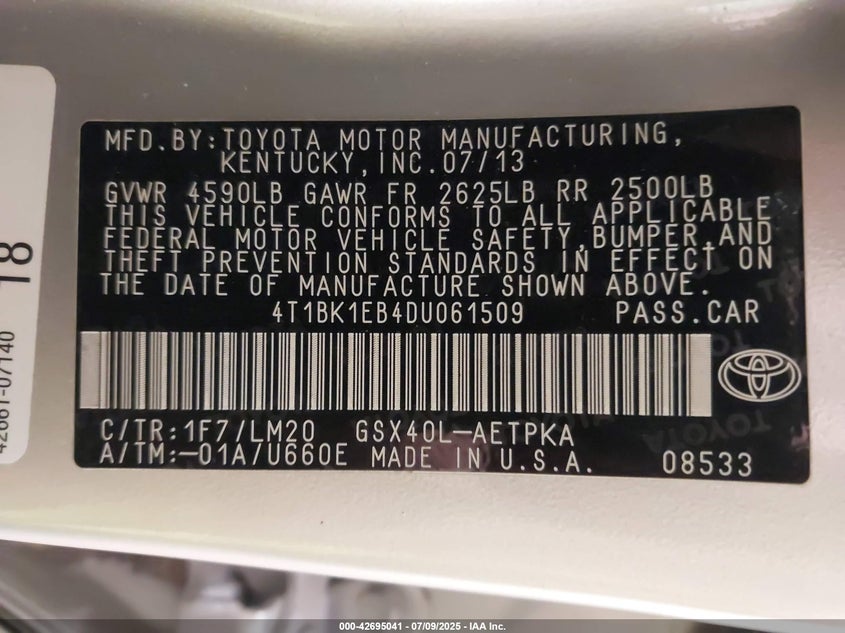 MFD.BY:TOYOTA MOTOR MANUFACTURING,
KENTUCKY,INC.07/13
GVWR 4590LB GAWR FR 2625LB RR 2500LB
THIS VEHICLE CONFORMS TO ALL APPLICABLE
FEDERAL MOTOR VEHICLE SAFETY,BUMPER,AND
THEFT PREVENTION STANDARDS IN EFFECT ON
THE DATE OF MANUFACTURE SHOWN ABOVE.
4T1BK1EB4DU061509 PASS.CAR
C/TR:1F7/LM20 GSX40L-AETPKA
A/TM:-01A/U660E MADE IN U.S.A. 08533
18
42661-07140
000-42695041 - 07/09/2025 - IAA Inc.